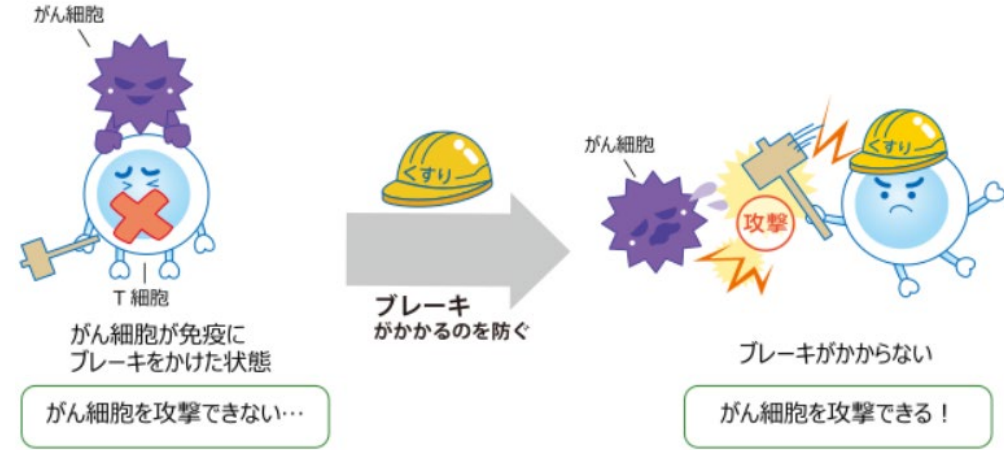 がん細胞
T細胞
がん細胞が免疫に
ブレーキをかけた状態
がん細胞を攻撃できない…
くすり
ブレーキ
がかかるのを防ぐ
がん細胞
攻撃
くすり
ブレーキがかからない
がん細胞を攻撃できる！